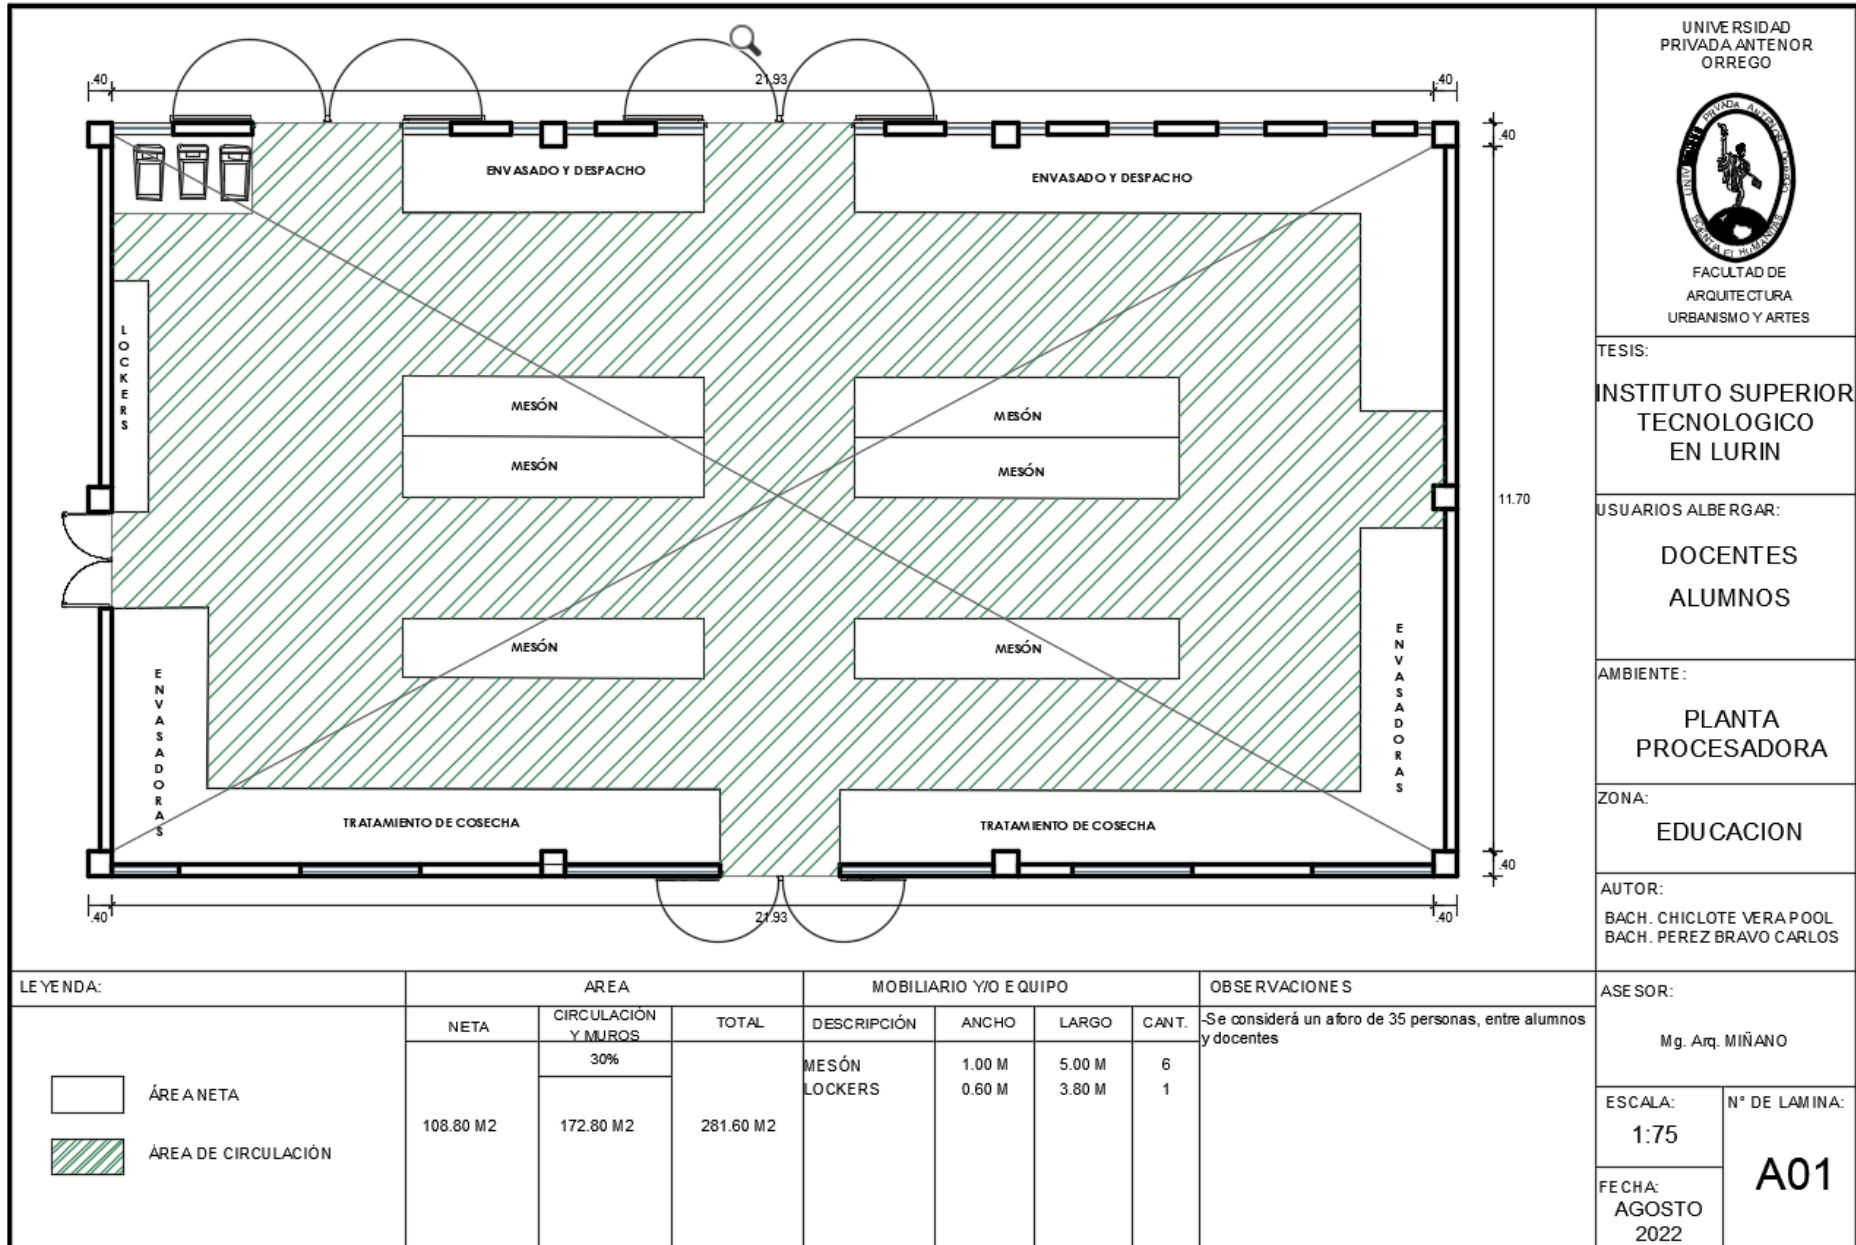 .40
21.93
.40
.40
ENVASADO Y DESPACHO
ENVASADO Y DESPACHO
LOCKERS
MESÓN
MESÓN
MESÓN
MESÓN
11.70
MESÓN
MESÓN
ENVASADORAS
ENVASADORAS
TRATAMIENTO DE COSECHA
TRATAMIENTO DE COSECHA
.40
.40
21.93
.40
UNIVERSIDAD
PRIVADA ANTENOR
ORREGO
FACULTAD DE
ARQUITECTURA
URBANISMO Y ARTES
TESIS:
INSTITUTO SUPERIOR
TECNOLOGICO
EN LURIN
USUARIOS ALBERGAR:
DOCENTES
ALUMNOS
AMBIENTE:
PLANTA
PROCESADORA
ZONA:
EDUCACION
AUTOR:
BACH. CHICLOTE VERA POOL
BACH. PEREZ BRAVO CARLOS
ASESOR:
Mg. Arq. MIÑANO
ESCALA:
1:75
N° DE LAMINA:
A01
FECHA:
AGOSTO
2022
LEYENDA:
ÁREA NETA
ÁREA DE CIRCULACIÓN
AREA
NETA
CIRCULACIÓN
Y MUROS
TOTAL
30%
108.80 M2
172.80 M2
281.60 M2
MOBILIARIO Y/O EQUIPO
DESCRIPCIÓN
ANCHO
LARGO
CANT.
MESÓN
1.00 M
5.00 M
6
LOCKERS
0.60 M
3.80 M
1
OBSERVACIONES
-Se considerá un aforo de 35 personas, entre alumnos
y docentes